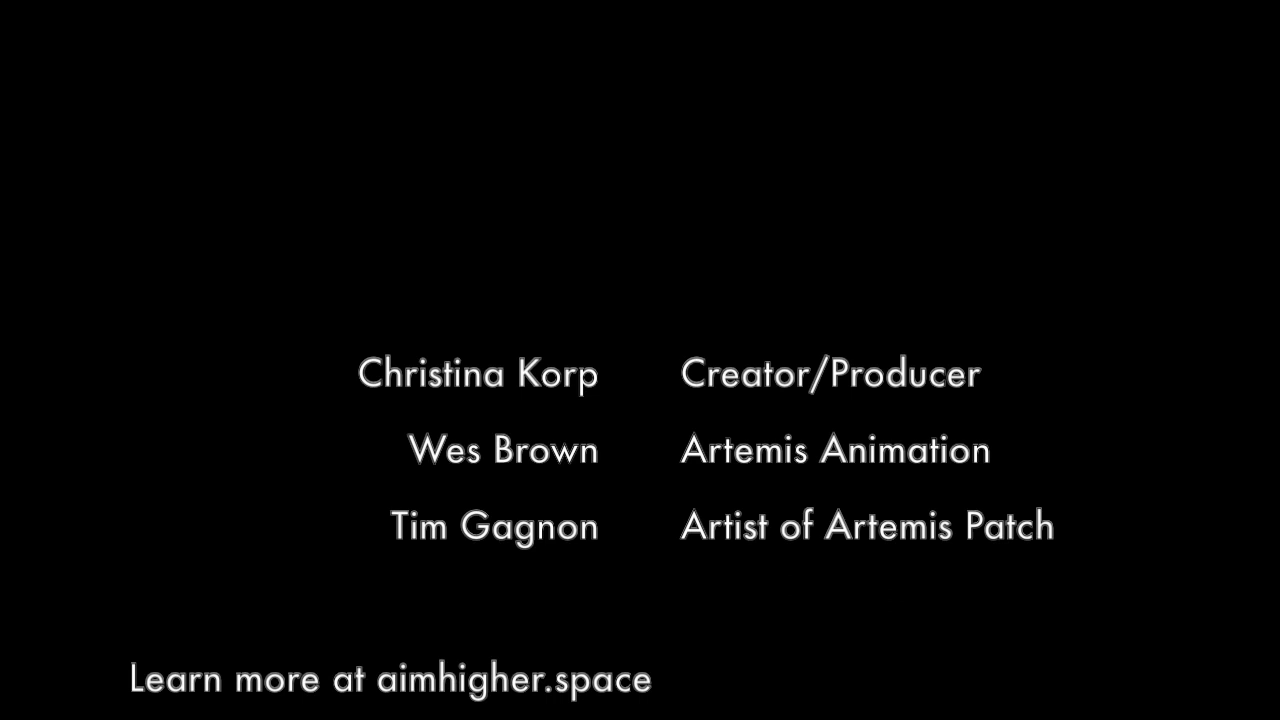 Christina Korp Creator/Producer
Wes Brown Artemis Animation
Tim Gagnon Artist of Artemis Patch
Learn more at aimhigher.space